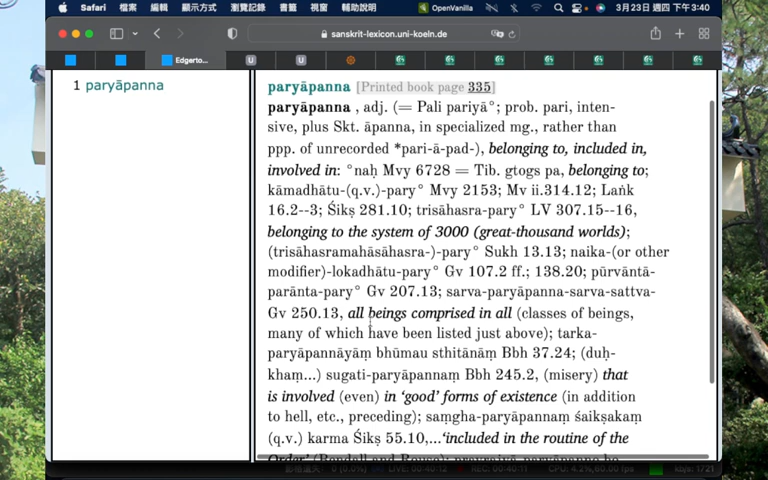 Safari 檔案 編輯 顯示方式 瀏覽記錄 書籤 視窗 輔助說明 OpenVanilla 3月23日 週四 下午3:40
sanskrit-lexicon.uni-koeln.de
Edgerto...
1 paryāpanna
paryāpanna [Printed book page 335]
paryāpanna , adj. (= Pali pariyā°; prob. pari, inten-
sive, plus Skt. āpanna, in specialized mg., rather than
ppp. of unrecorded *pari-ā-pad-), belonging to, included in,
involved in: °naḥ Mvy 6728 = Tib. gtogs pa, belonging to;
kāmadhātu-(q.v.)-pary° Mvy 2153; Mv ii.314.12; Laṅk
16.2--3; Śikṣ 281.10; trisāhasra-pary° LV 307.15--16,
belonging to the system of 3000 (great-thousand worlds);
(trisāhasramahāsāhasra-)-pary° Sukh 13.13; naika-(or other
modifier)-lokadhātu-pary° Gv 107.2 ff.; 138.20; pūrvāntā-
parānta-pary° Gv 207.13; sarva-paryāpanna-sarva-sattva-
Gv 250.13, all beings comprised in all (classes of beings,
many of which have been listed just above); tarka-
paryāpannāyāṃ bhūmau sthitānāṃ Bbh 37.24; (duḥ-
khaṃ...) sugati-paryāpannaṃ Bbh 245.2, (misery) that
is involved (even) in 'good' forms of existence (in addition
to hell, etc., preceding); saṃgha-paryāpannaṃ śaikṣakaṃ
(q.v.) karma Śikṣ 55.10,...'included in the routine of the
Order' (Bendall and Rouse); pravrajyā-paryāpanno
LIVE: 00:40:12 REC: 00:40:11 CPU: 4.2%,60.00 fps kb/s: 1721